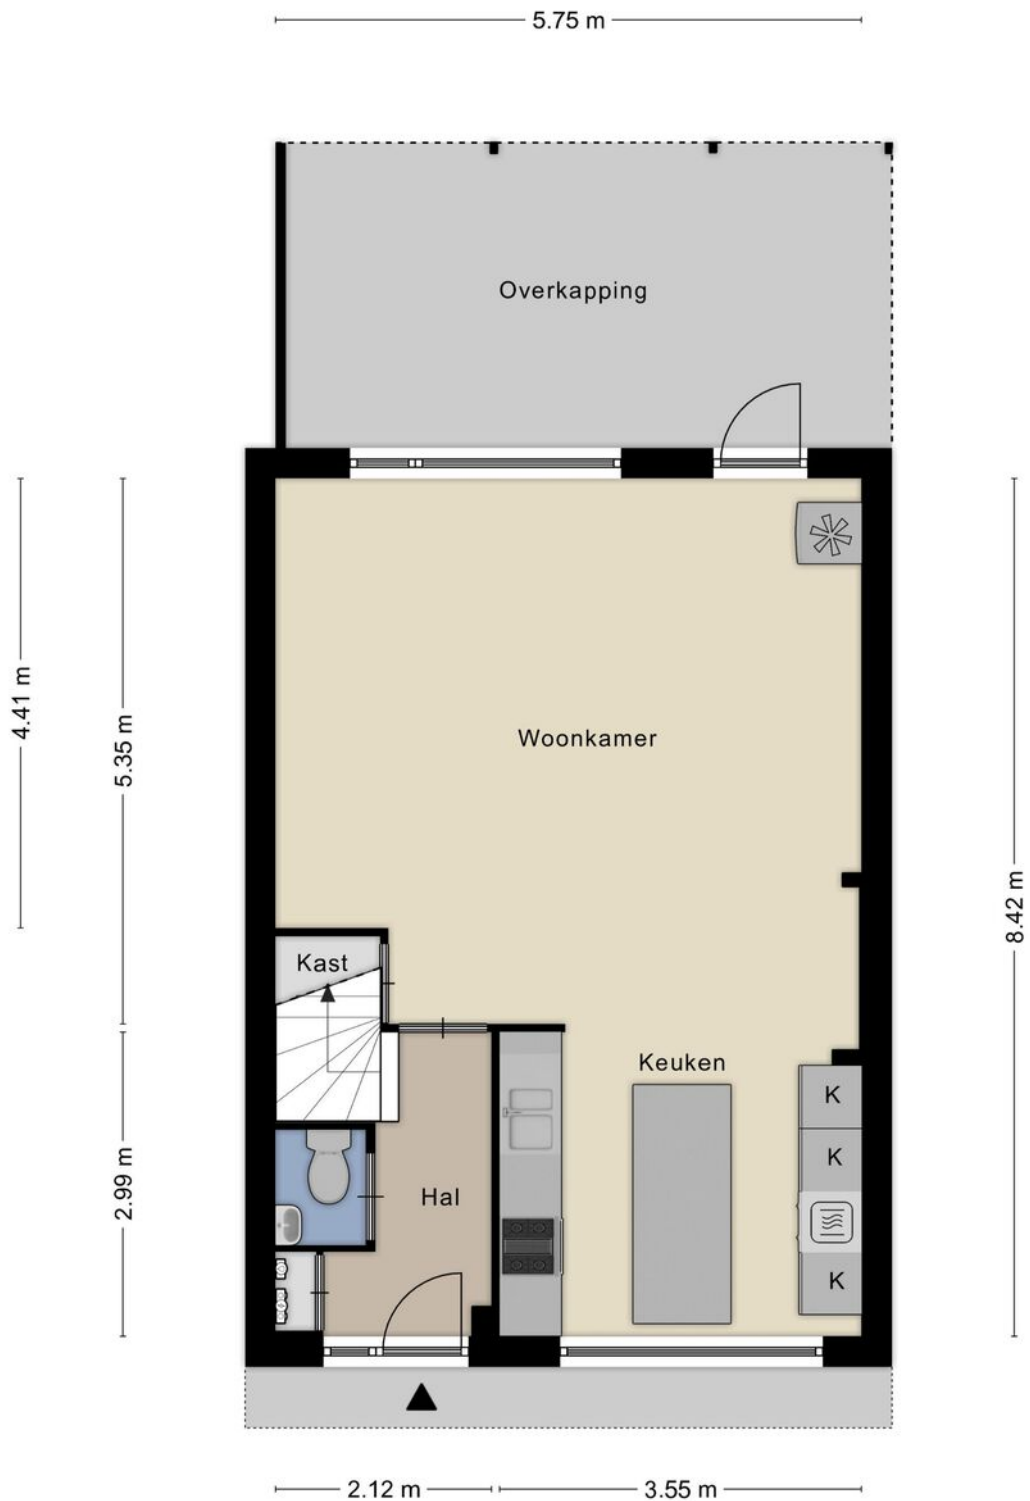 5.75 m
Overkapping
4.41 m
5.35 m
Woonkamer
8.42 m
Kast
Keuken
K
K
2.99 m
Hal
K
2.12 m
3.55 m